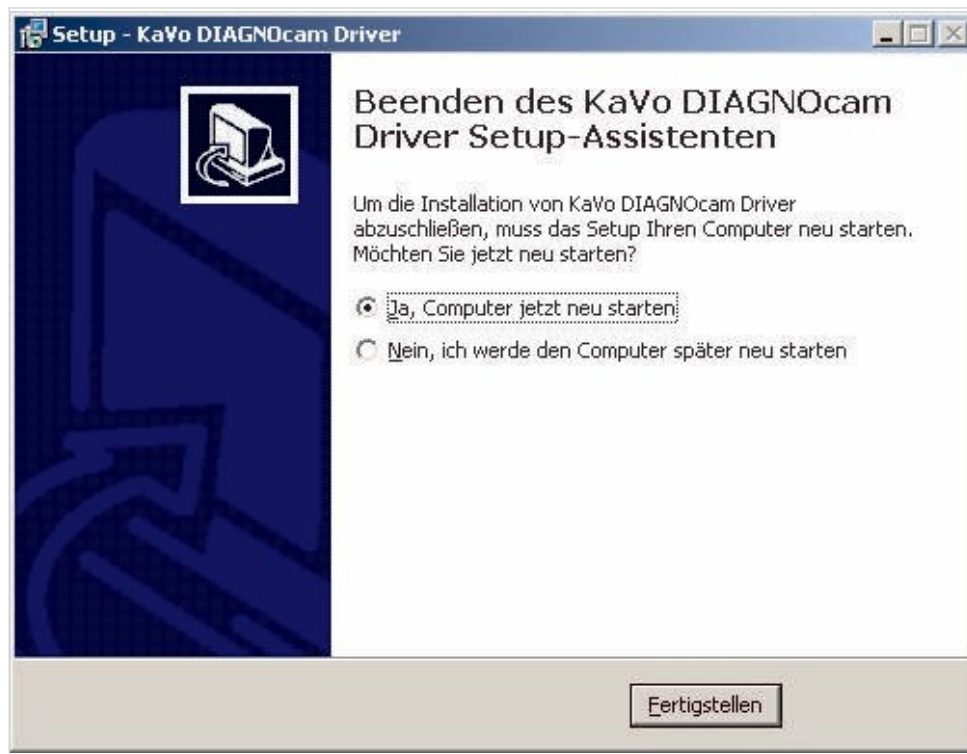 Setup - KaVo DIAGNOcam Driver
Beenden des KaVo DIAGNOcam
Driver Setup-Assistenten
Um die Installation von KaVo DIAGNOcam Driver
abzuschließen, muss das Setup Ihren Computer neu starten.
Möchten Sie jetzt neu starten?
Ja, Computer jetzt neu starten
Nein, ich werde den Computer später neu starten
Fertigstellen